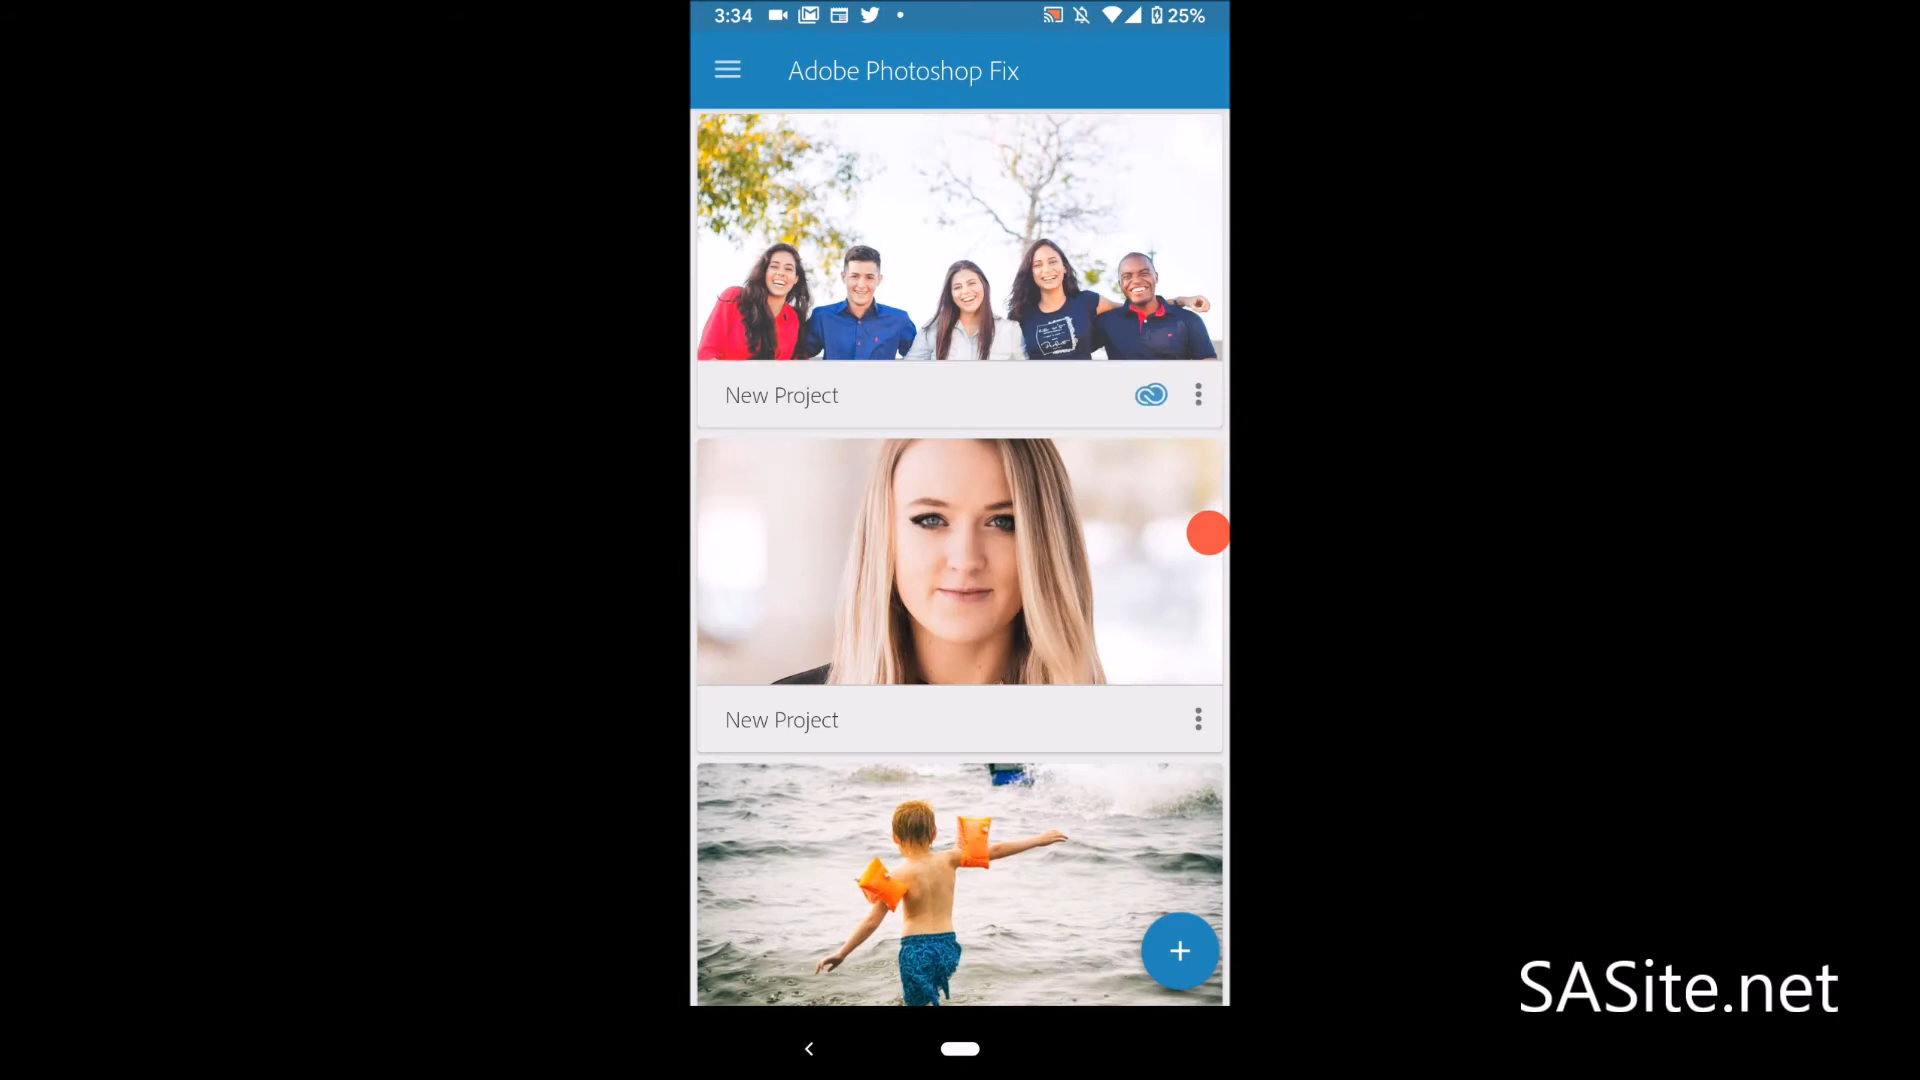 3:34
25%
Adobe Photoshop Fix
New Project
New Project
SASite.net